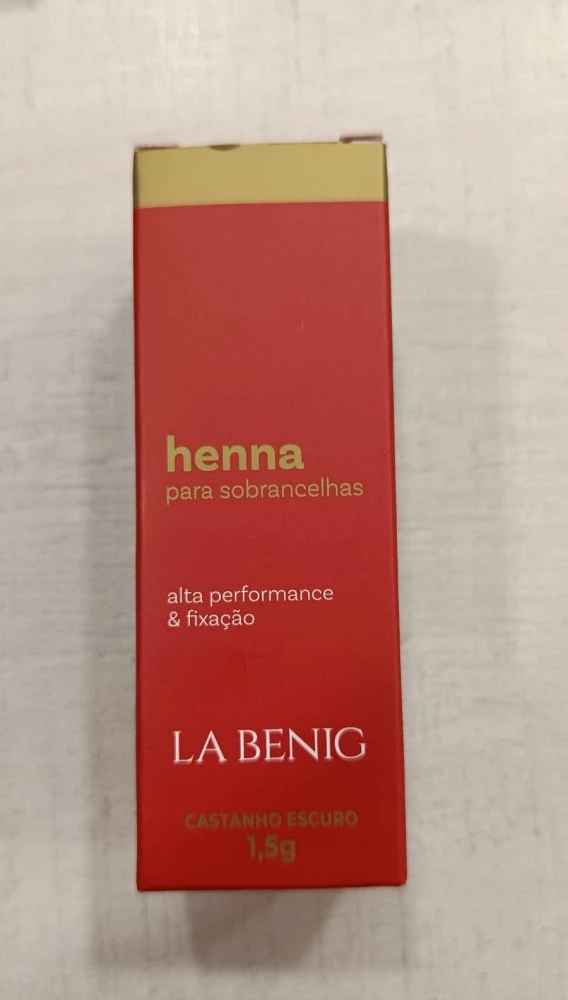 henna
para sobrancelhas
alta performance
& fixação
LA BENIG
CASTANHO ESCURO
1,5g